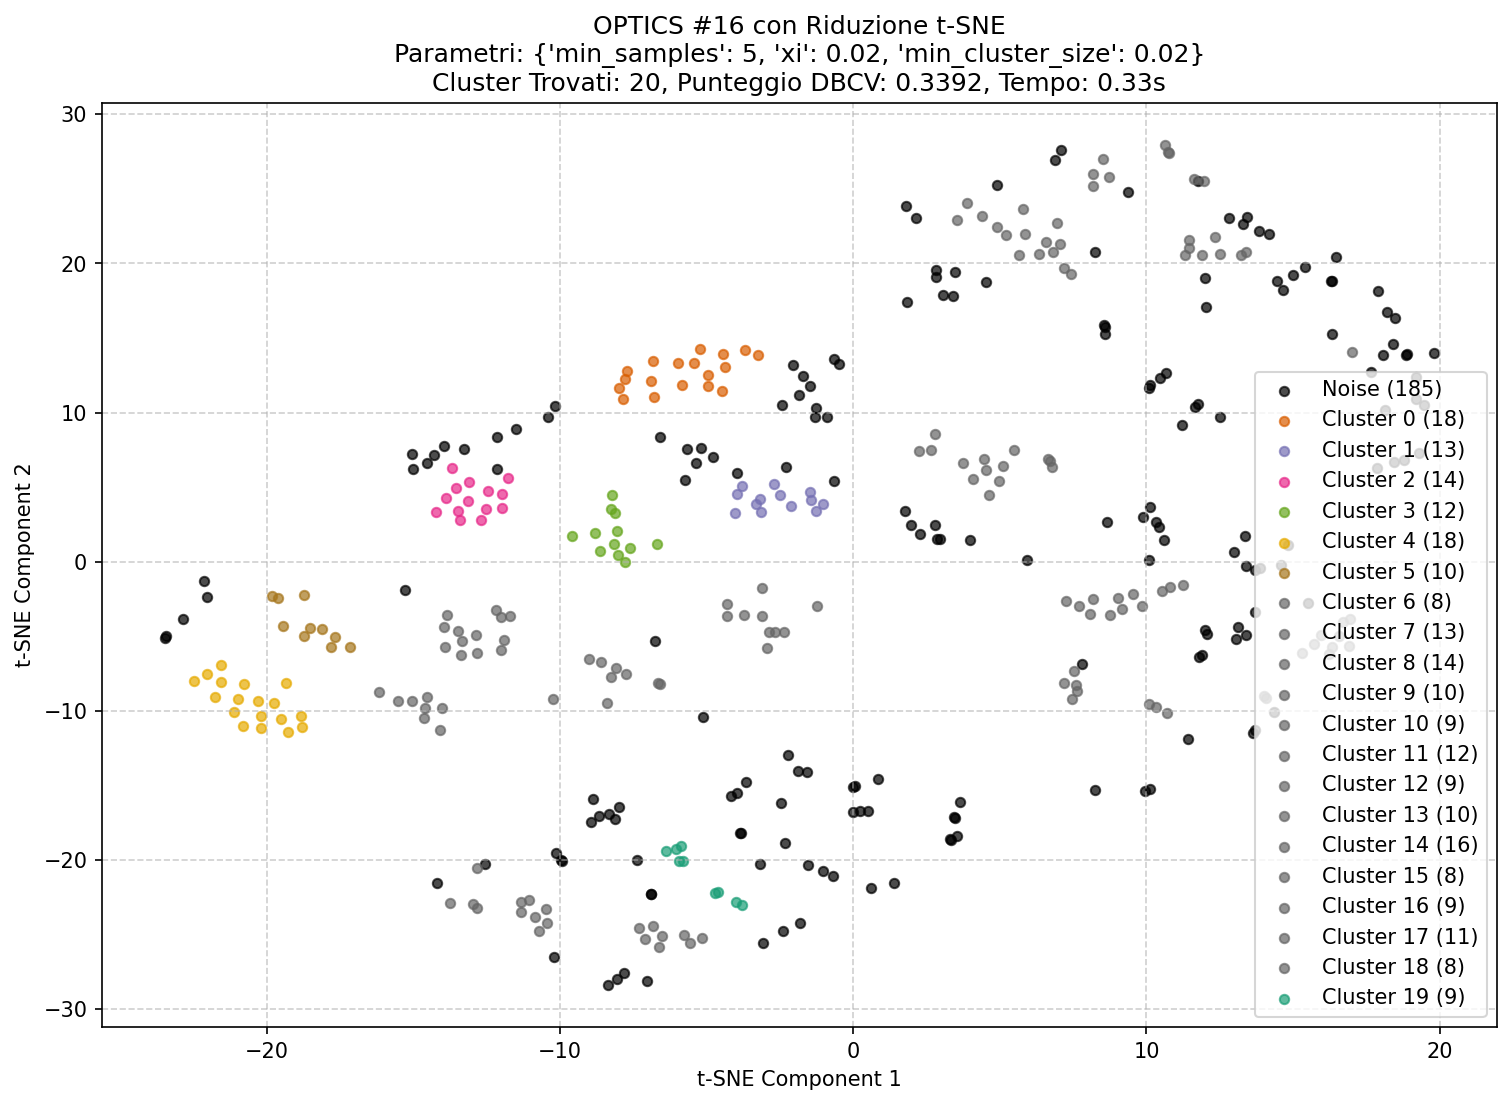 OPTICS #16 con Riduzione t-SNE
Parametri: {'min_samples': 5, 'xi': 0.02, 'min_cluster_size': 0.02}
Cluster Trovati: 20, Punteggio DBCV: 0.3392, Tempo: 0.33s
t-SNE Component 2
30
20
10
0
−10
−20
−30
Noise (185)
Cluster 0 (18)
Cluster 1 (13)
Cluster 2 (14)
Cluster 3 (12)
Cluster 4 (18)
Cluster 5 (10)
Cluster 6 (8)
Cluster 7 (13)
Cluster 8 (14)
Cluster 9 (10)
Cluster 10 (9)
Cluster 11 (12)
Cluster 12 (9)
Cluster 13 (10)
Cluster 14 (16)
Cluster 15 (8)
Cluster 16 (9)
Cluster 17 (11)
Cluster 18 (8)
Cluster 19 (9)
−20
−10
0
10
20
t-SNE Component 1